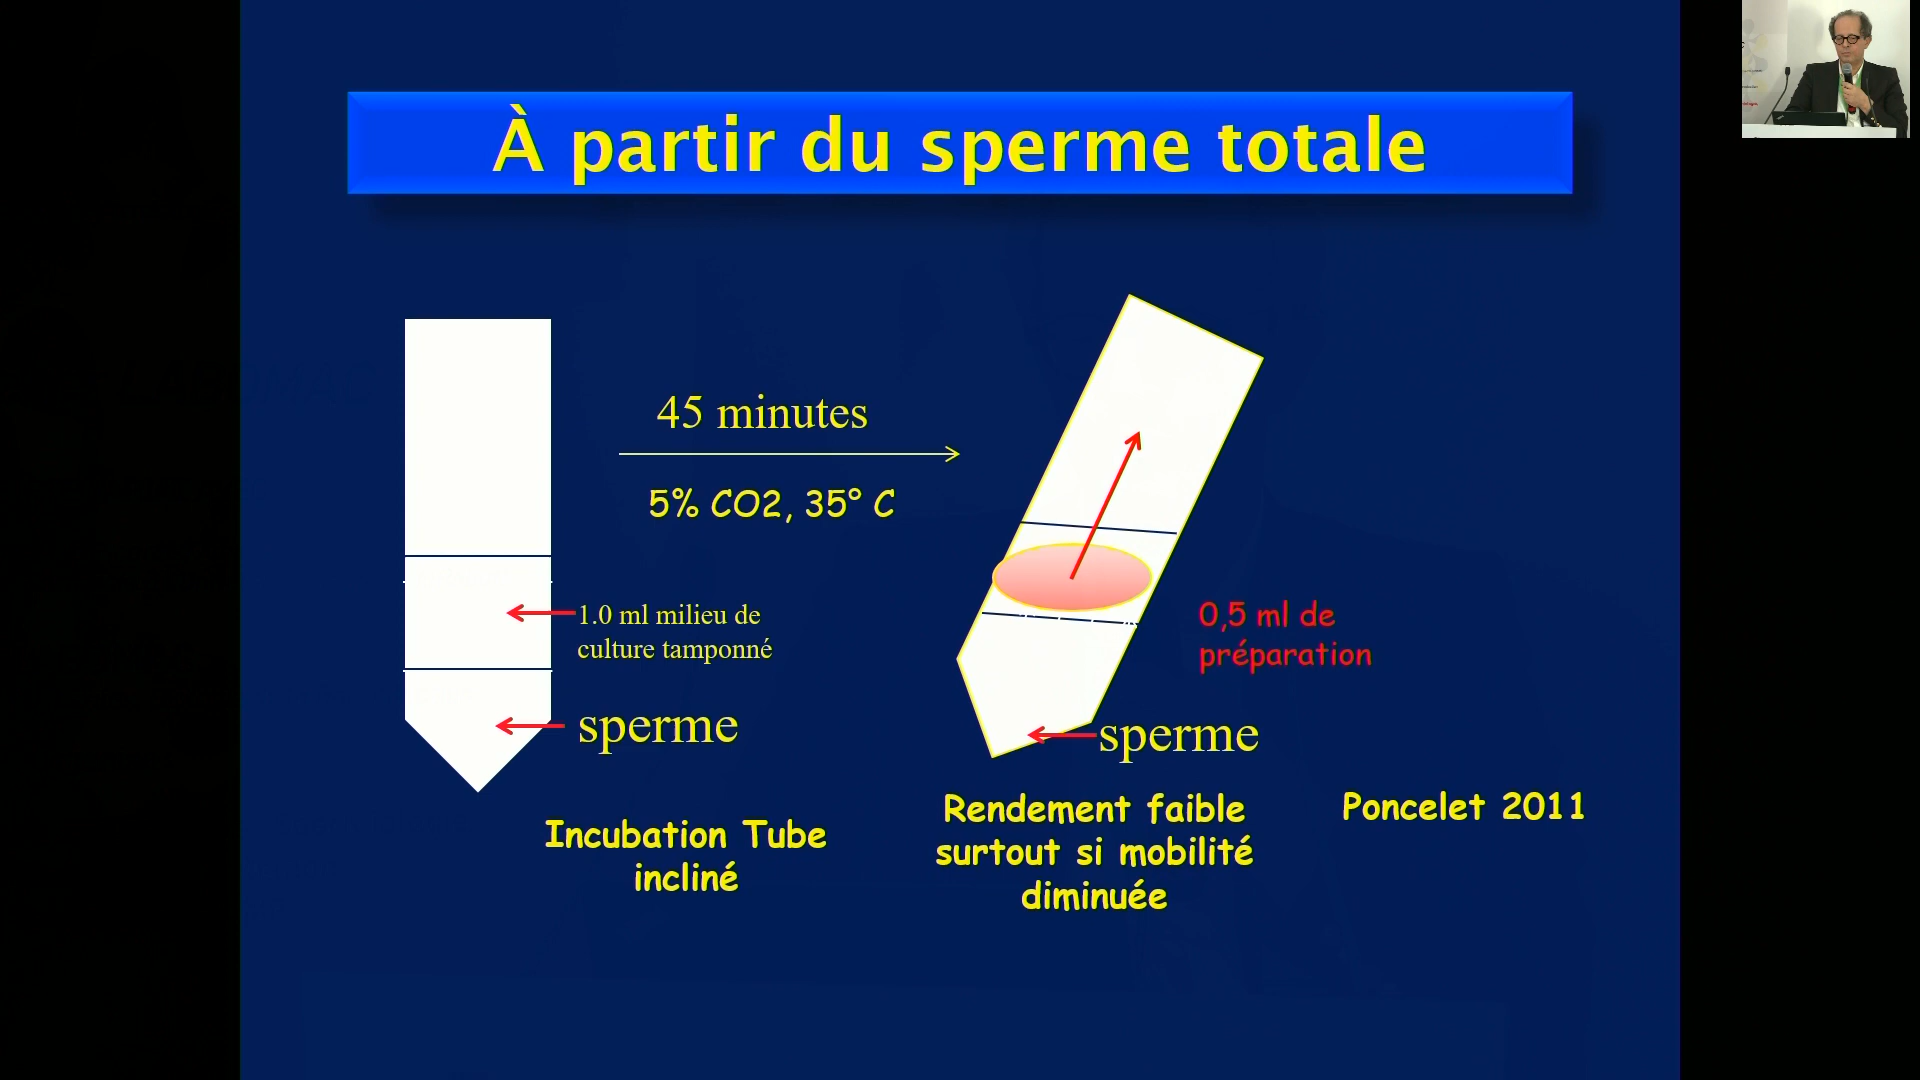 À partir du sperme totale
45 minutes
5% CO2, 35° C
1.0 ml milieu de
culture tamponné
sperme
0,5 ml de
préparation
sperme
Incubation Tube
incliné
Rendement faible
surtout si mobilité
diminuée
Poncelet 2011